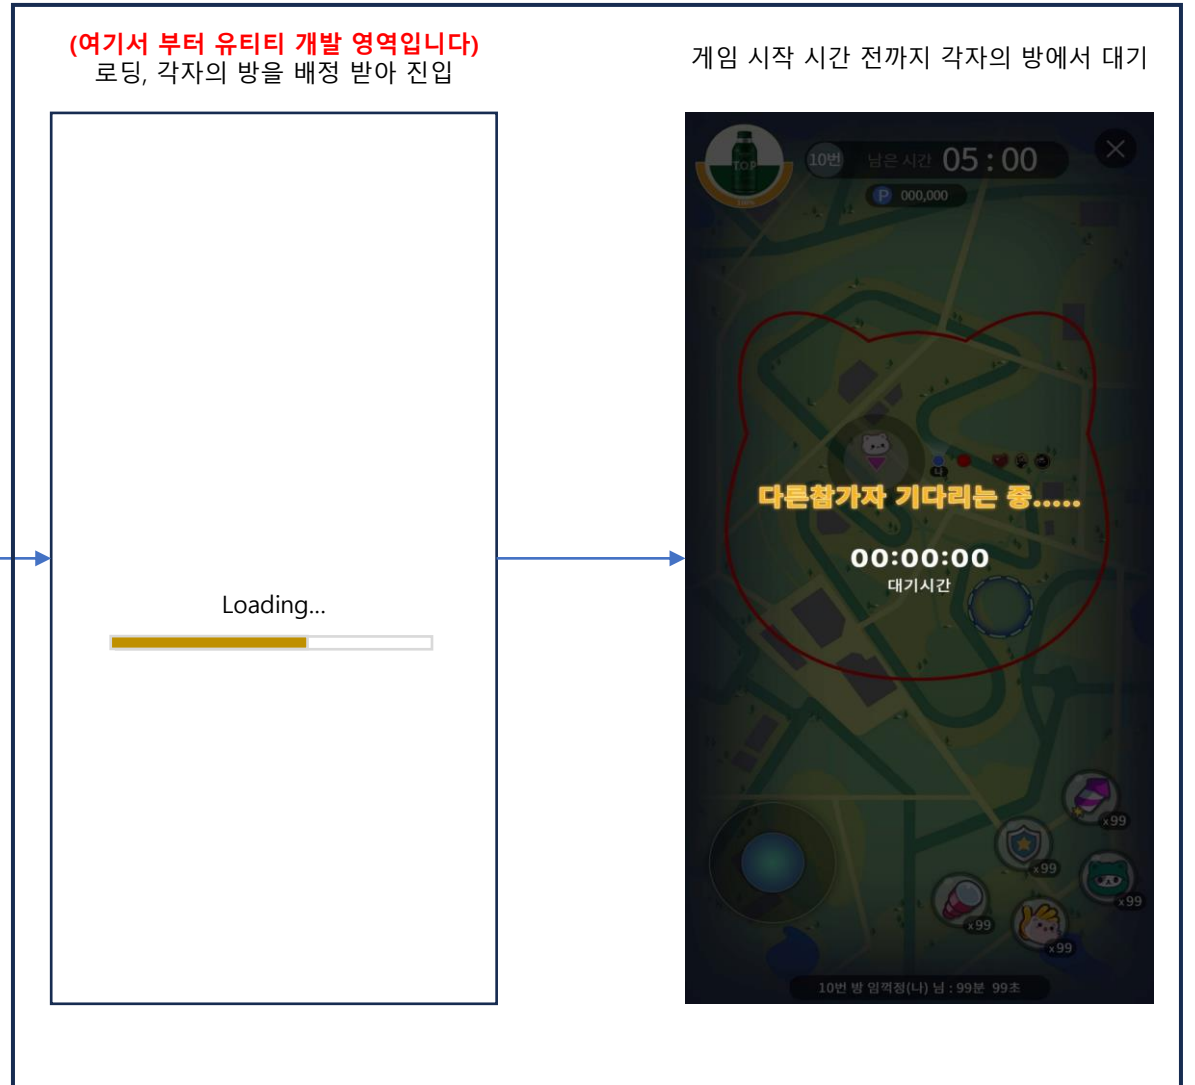 (여기서 부터 유티티 개발 영역입니다)
로딩, 각자의 방을 배정 받아 진입
Loading...
게임 시작 시간 전까지 각자의 방에서 대기
T.O.P
100%
10번
남은 시간 05 : 00
P 000,000
나
다른참가자 기다리는 중.....
00:00:00
대기시간
x99
x99
x99
x99
x99
10번 방 임꺽정(나) 님 : 99분 99초